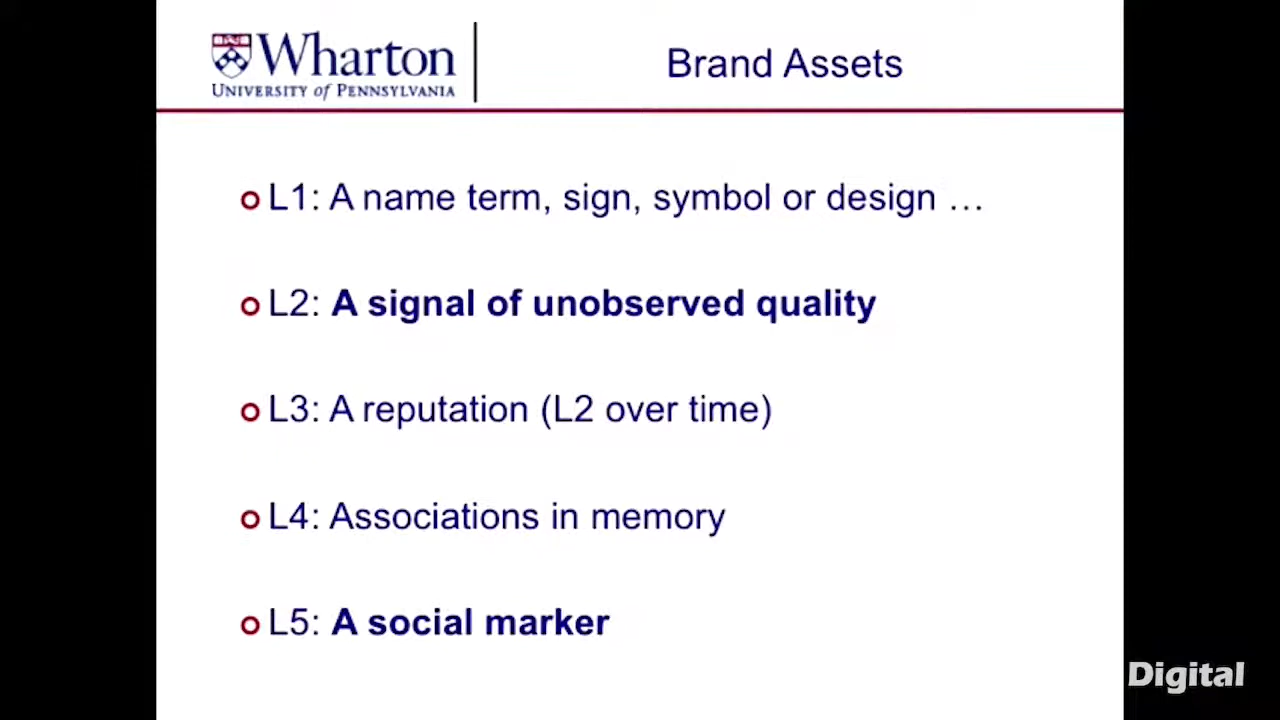 Wharton
UNIVERSITY of PENNSYLVANIA
Brand Assets
L1: A name term, sign, symbol or design …
L2: A signal of unobserved quality
L3: A reputation (L2 over time)
L4: Associations in memory
L5: A social marker
Digital